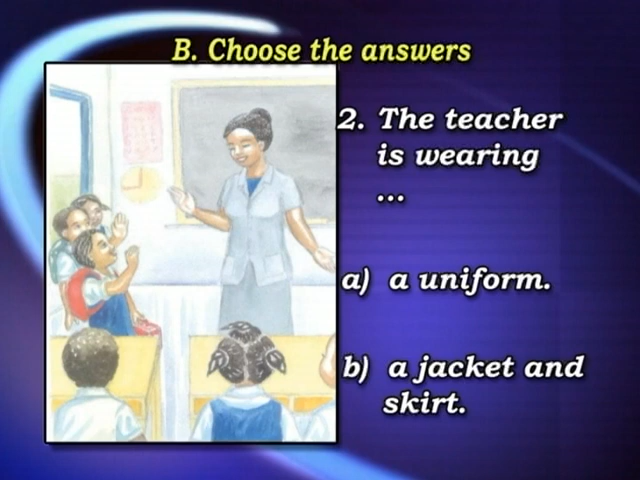 B. Choose the answers
2. The teacher
is wearing
...
a) a uniform.
b) a jacket and
skirt.